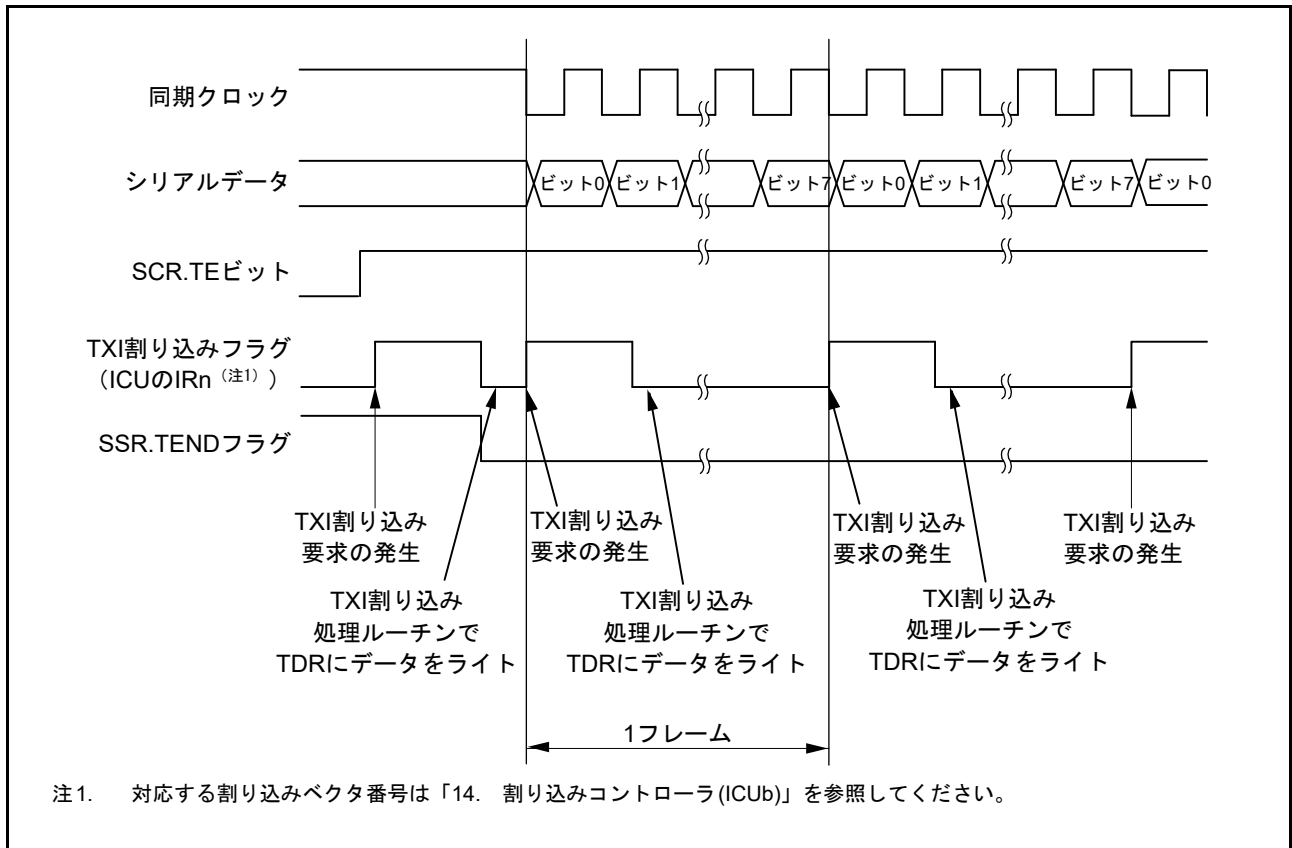 同期クロック
シリアルデータ
ビット0 ビット1 ビット7 ビット0 ビット1 ビット7 ビット0
SCR.TEビット
TXI割り込みフラグ
(ICUのIRn(注1))
SSR.TENDフラグ
TXI割り込み
要求の発生
TXI割り込み
要求の発生
TXI割り込み
要求の発生
TXI割り込み
要求の発生
TXI割り込み
処理ルーチンで
TDRにデータをライト
TXI割り込み
処理ルーチンで
TDRにデータをライト
TXI割り込み
処理ルーチンで
TDRにデータをライト
1フレーム
注1. 対応する割り込みベクタ番号は「14. 割り込みコントローラ(ICUb)」を参照してください。